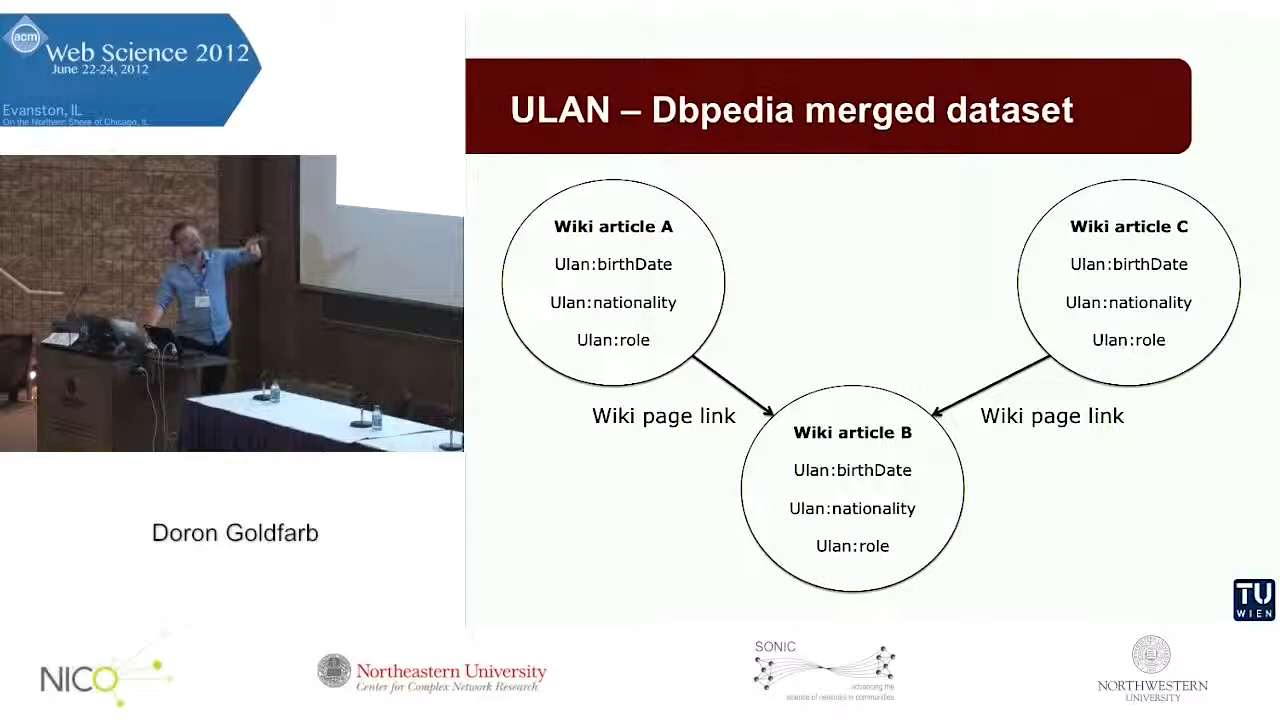 acm
Web Science 2012
June 22-24, 2012
Evanston, IL
On the Northern Shore of Chicago, IL
ULAN – Dbpedia merged dataset
Wiki article A
Ulan:birthDate
Ulan:nationality
Ulan:role
Wiki article C
Ulan:birthDate
Ulan:nationality
Ulan:role
Wiki page link
Wiki page link
Wiki article B
Ulan:birthDate
Ulan:nationality
Ulan:role
Doron Goldfarb
TU
WIEN
NICO
Northeastern University
Center for Complex Network Research
SONIC
advancing the
science of networks in communities
NORTHWESTERN
UNIVERSITY